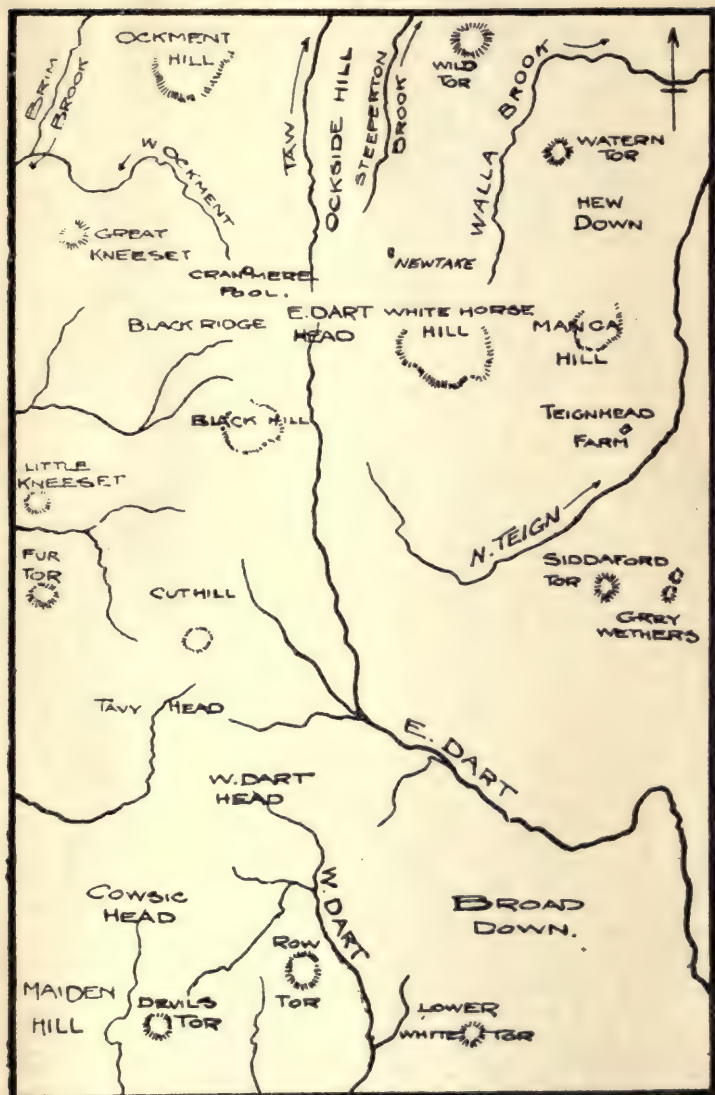 OCKMENT
HILL
BRIM
BROOK
TAW
OCKSIDE HILL
STEEPERTON
BROOK
WILD
TOR
WALLA BROOK
WATERN
TOR
HEW
DOWN
W OCKMENT
GREAT
KNEESET
CRANMERE
POOL.
NEWTAKE
BLACK RIDGE
E. DART
HEAD
WHITE HORSE
HILL
MANGA
HILL
BLACK HILL
TEIGNHEAD
FARM
LITTLE
KNEESET
N. TEIGN
FUR
TOR
CUTHILL
SIDDAFORD
TOR
GREY
WETHERS
TAVY HEAD
E. DART
W. DART
HEAD
W. DART
COWSIC
HEAD
BROAD
DOWN.
ROW
TOR
MAIDEN
HILL
DEVILS
TOR
LOWER
WHITE TOR